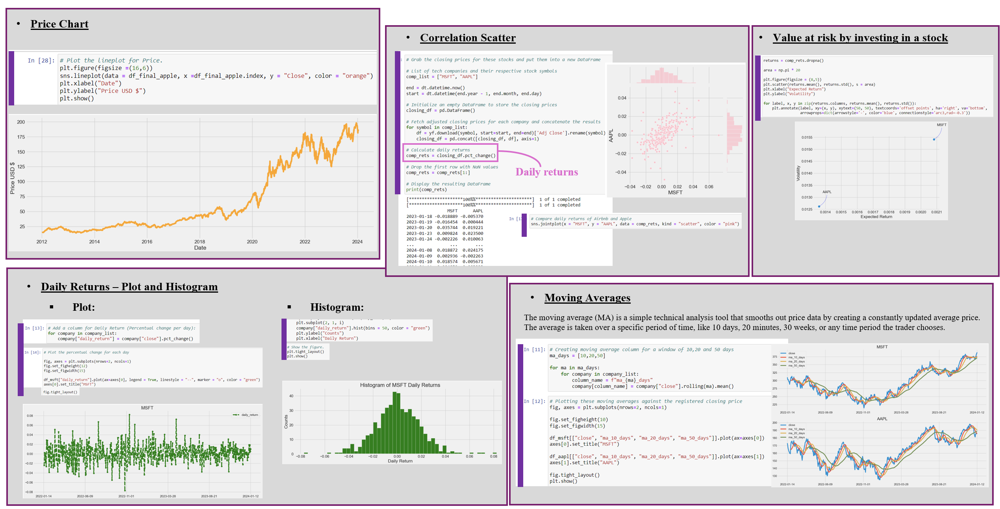 • Price Chart
In [28]: # Plot the lineplot for Price.
plt.figure(figsize =(16,6))
sns.lineplot(data = df_final_apple, x =df_final_apple.index, y = "Close", color = "orange")
plt.xlabel("Date")
plt.ylabel("Price USD $")
plt.show()
200
175
150
125
100
75
50
25
Price USD $
2012 2014 2016 2018 2020 2022 2024
Date
• Correlation Scatter
: # Grab the closing prices for these stocks and put them into a new DataFrame
# List of tech companies and their respective stock symbols
comp_list = ["MSFT", "AAPL"]
end = dt.datetime.now()
start = dt.datetime(end.year - 1, end.month, end.day)
# Initialize an empty DataFrame to store the closing prices
closing_df = pd.DataFrame()
# Fetch adjusted closing prices for each company and concatenate the results
for symbol in comp_list:
df = yf.download(symbol, start=start, end=end)['Adj Close'].rename(symbol)
closing_df = pd.concat([closing_df, df], axis=1)
# Calculate daily returns
comp_rets = closing_df.pct_change()
Daily returns
# Drop the first row with NaN values
comp_rets = comp_rets[1:]
# Display the resulting DataFrame
print(comp_rets)
[*********************100%%**********************] 1 of 1 completed
[*********************100%%**********************] 1 of 1 completed
MSFT AAPL
2023-01-18 -0.018889 -0.005370
2023-01-19 -0.016454 0.000444
2023-01-20 0.035744 0.019221
2023-01-23 0.009824 0.023500
2023-01-24 -0.002226 0.010063
... ... ...
2024-01-08 0.018872 0.024175
2024-01-09 0.002936 -0.002263
2024-01-10 0.018574 0.005671
0.04
0.02
0.00
−0.02
−0.04
AAPL
−0.04 −0.02 0.00 0.02 0.04 0.06
MSFT
In [1
# Compare daily returns of Airbnb and Apple
sns.jointplot(x = "MSFT", y = "AAPL", data = comp_rets, kind = "scatter", color = "pink")
• Value at risk by investing in a stock
returns = comp_rets.dropna()
area = np.pi * 20
plt.figure(figsize = (8,5))
plt.scatter(returns.mean(), returns.std(), s = area)
plt.xlabel("Expected Return")
plt.ylabel("Volatility")
for label, x, y in zip(returns.columns, returns.mean(), returns.std()):
plt.annotate(label, xy=(x, y), xytext=(50, 50), textcoords='offset points', ha='right', va='bottom',
arrowprops=dict(arrowstyle='-', color='blue', connectionstyle='arc3,rad=-0.3'))
MSFT
0.0155
0.0150
0.0145
0.0140
0.0135
0.0130
0.0125
Volatility
AAPL
0.0014 0.0015 0.0016 0.0017 0.0018 0.0019 0.0020 0.0021
Expected Return
• Daily Returns – Plot and Histogram
▪ Plot:
In [13]: # Add a column for Daily Return (Percentual change per day):
for company in company_list:
company["daily_return"] = company["close"].pct_change()
In [14]: # Plot the percentual change for each day
fig, axes = plt.subplots(nrows=2, ncols=1)
fig.set_figheight(12)
fig.set_figwidth(15)
df_msft["daily_return"].plot(ax=axes[0], legend = True, linestyle = "--", marker = "o", color = "green")
axes[0].set_title("MSFT")
fig.tight_layout()
MSFT
daily_return
0.08
0.06
0.04
0.02
0.00
−0.02
−0.04
−0.06
−0.08
2022-01-14 2022-06-09 2022-11-01 2023-03-28 2023-08-21 2024-01-12
▪ Histogram:
plt.subplot(2, 1, i)
company["daily_return"].hist(bins = 50, color = "green")
plt.ylabel("Counts")
plt.xlabel("Daily Return")
# Show the figure.
plt.tight_layout()
plt.show()
Histogram of MSFT Daily Returns
40
30
20
10
0
Counts
−0.08 −0.06 −0.04 −0.02 0.00 0.02 0.04 0.06 0.08
Daily Return
• Moving Averages
The moving average (MA) is a simple technical analysis tool that smooths out price data by creating a constantly updated average price.
The average is taken over a specific period of time, like 10 days, 20 minutes, 30 weeks, or any time period the trader chooses.
In [11]: # Creating moving average column for a window of 10,20 and 50 days
ma_days = [10,20,50]
for ma in ma_days:
for company in company_list:
column_name = f"ma_{ma}_days"
company[column_name] = company["close"].rolling(ma).mean()
In [12]: # Plotting these moving averages against the registered closing price
fig, axes = plt.subplots(nrows=2, ncols=1)
fig.set_figheight(10)
fig.set_figwidth(15)
df_msft[["close", "ma_10_days", "ma_20_days", "ma_50_days"]].plot(ax=axes[0])
axes[0].set_title("MSFT")
df_aapl[["close", "ma_10_days", "ma_20_days", "ma_50_days"]].plot(ax=axes[1])
axes[1].set_title("AAPL")
fig.tight_layout()
plt.show()
MSFT
close
ma_10_days
ma_20_days
ma_50_days
375
350
325
300
275
250
225
2022-01-14 2022-06-09 2022-11-01 2023-03-28 2023-08-21 2024-01-12
AAPL
close
ma_10_days
ma_20_days
ma_50_days
200
190
180
170
160
150
140
130
2022-01-14 2022-06-09 2022-11-01 2023-03-28 2023-08-21 2024-01-12